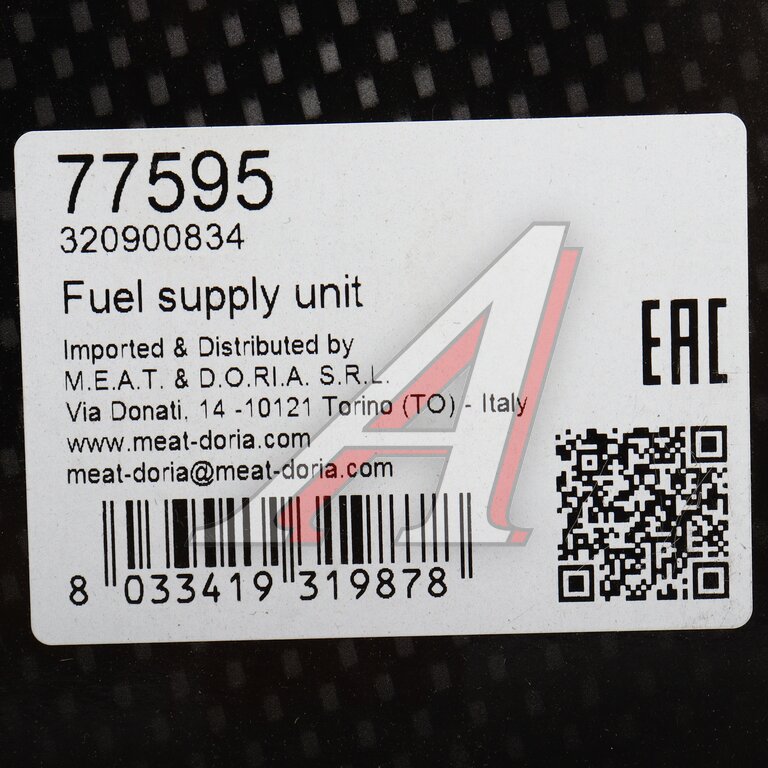 77595
320900834
Fuel supply unit
Imported & Distributed by
M.E.A.T. & D.O.RI.A. S.R.L.
Via Donati, 14 -10121 Torino (TO) - Italy
www.meat-doria.com
meat-doria@meat-doria.com
EAC
8 033419 319878